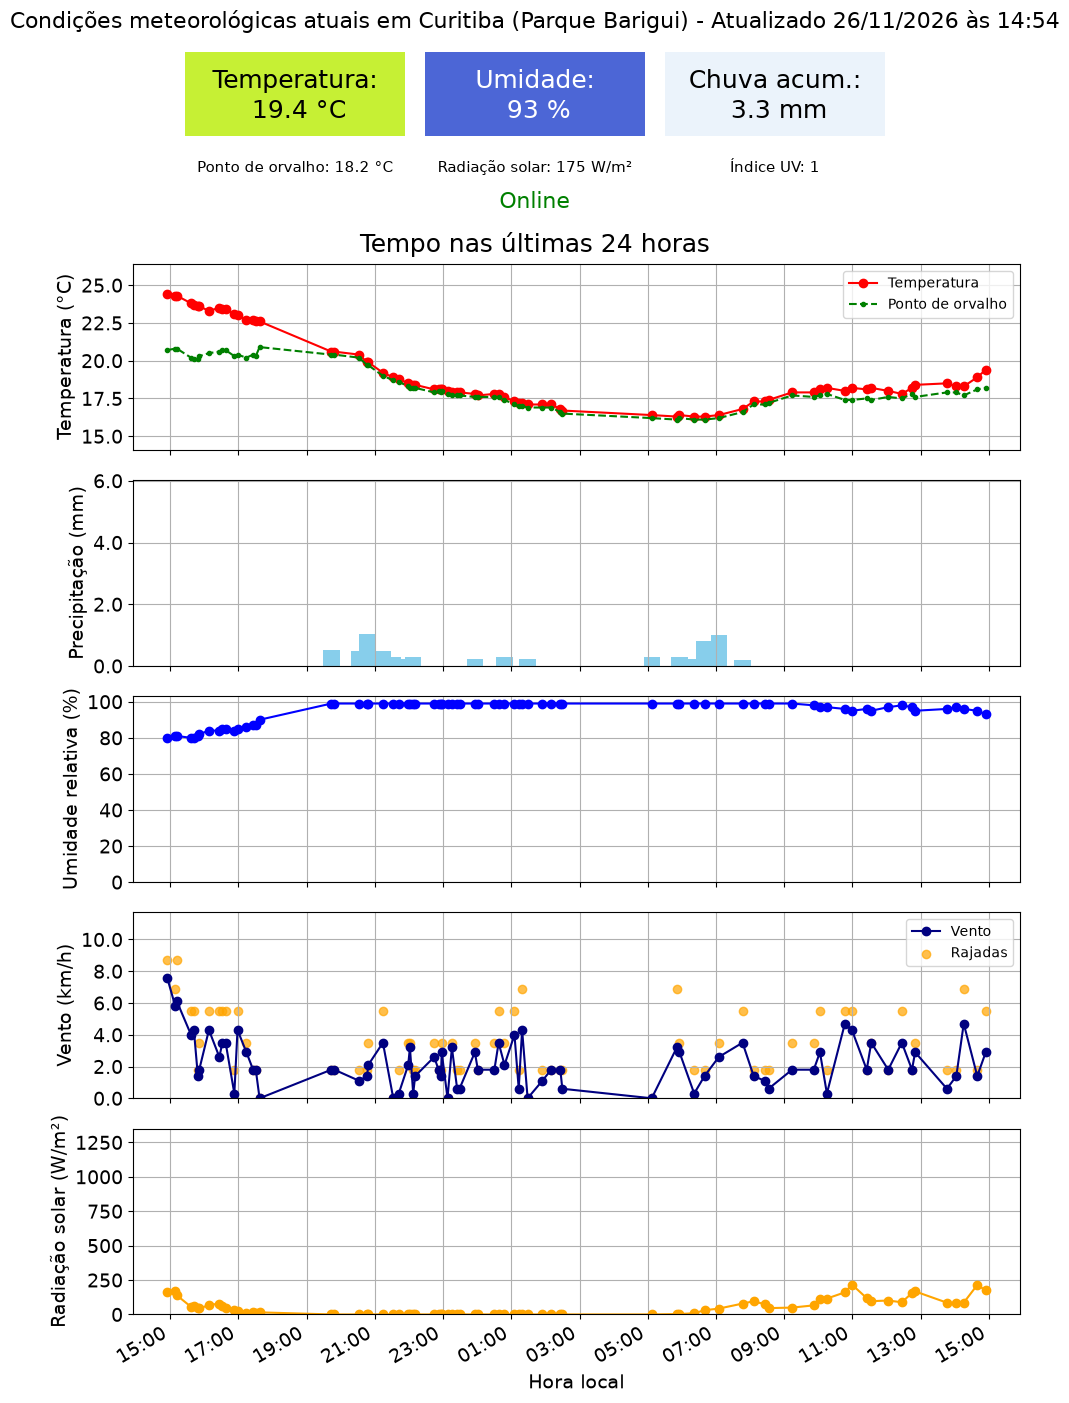 Condições meteorológicas atuais em Curitiba (Parque Barigui) - Atualizado 26/11/2026 às 14:54
Temperatura:
19.4 °C
Umidade:
93 %
Chuva acum.:
3.3 mm
Ponto de orvalho: 18.2 °C
Radiação solar: 175 W/m²
Índice UV: 1
Online
Tempo nas últimas 24 horas
Temperatura (°C)
25.0
22.5
20.0
17.5
15.0
Temperatura
Ponto de orvalho
Precipitação (mm)
6.0
4.0
2.0
0.0
Umidade relativa (%)
100
80
60
40
20
0
Vento (km/h)
10.0
8.0
6.0
4.0
2.0
0.0
Vento
Rajadas
Radiação solar (W/m²)
1250
1000
750
500
250
0
15:00
17:00
19:00
21:00
23:00
01:00
03:00
05:00
07:00
09:00
11:00
13:00
15:00
Hora local